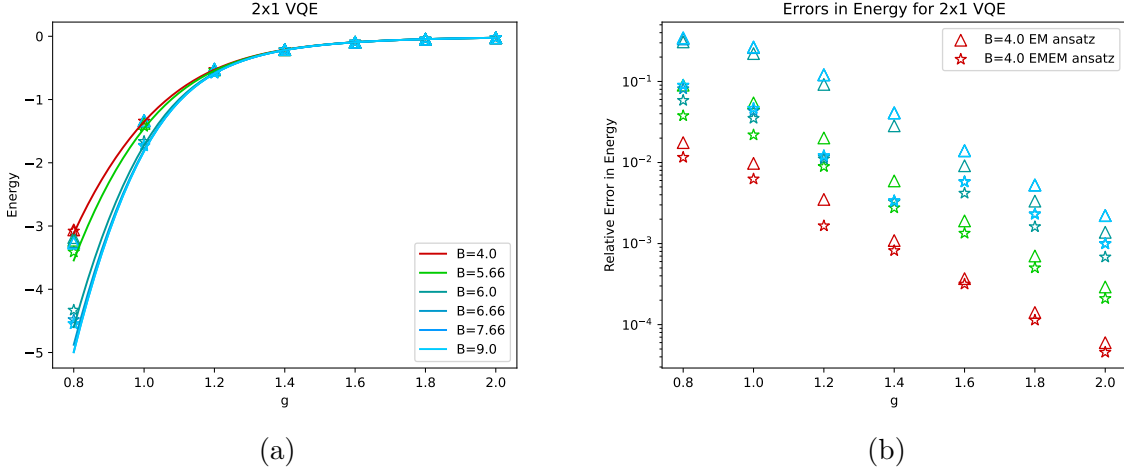 2x1 VQE
Energy
0
−1
−2
−3
−4
−5
B=4.0
B=5.66
B=6.0
B=6.66
B=7.66
B=9.0
0.8 1.0 1.2 1.4 1.6 1.8 2.0
g
(a)
Errors in Energy for 2x1 VQE
Relative Error in Energy
10⁻¹
10⁻²
10⁻³
10⁻⁴
B=4.0 EM ansatz
B=4.0 EMEM ansatz
0.8 1.0 1.2 1.4 1.6 1.8 2.0
g
(b)